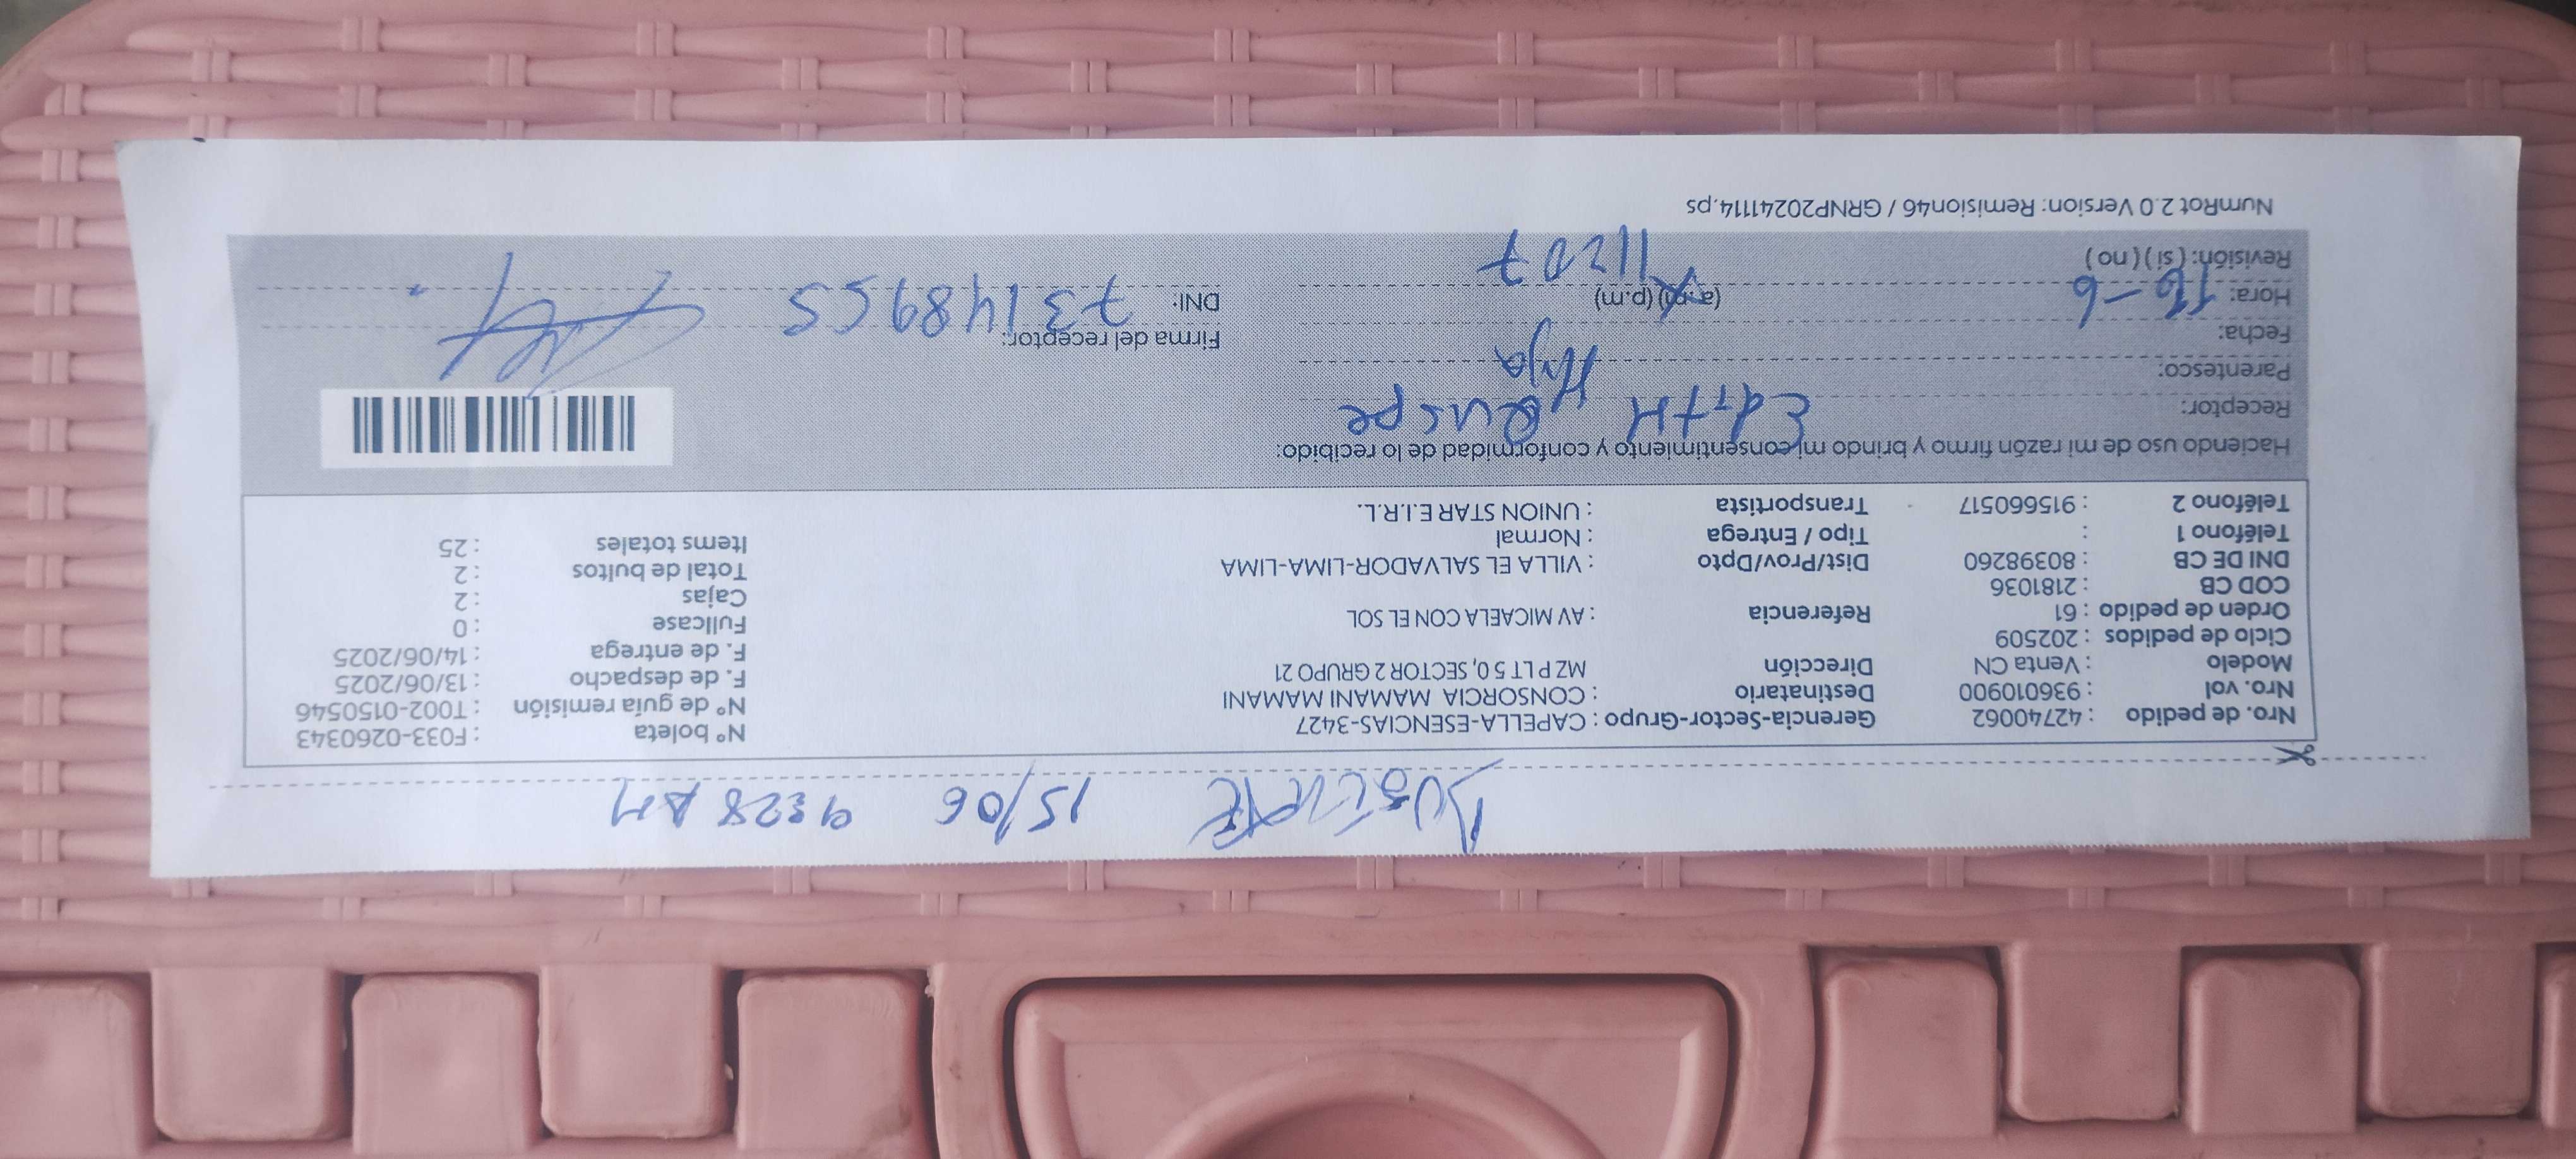 AUSENTE 15/06 9:28 AM
Nro. de pedido : 42740062 Gerencia-Sector-Grupo : CAPELLA-ESENCIAS-3427 N° boleta : F033-0260343
Nro. vol : 936010900 Destinatario : CONSORCIA MAMANI MAMANI N° de guía remisión : T002-0150546
Modelo : Venta CN Dirección MZ P LT 5 0, SECTOR 2 GRUPO 21 F. de despacho : 13/06/2025
Ciclo de pedidos : 202509 F. de entrega : 14/06/2025
Orden de pedido : 61 Referencia : AV MICAELA CON EL SOL Fullcase : 0
COD CB : 2181036 Cajas : 2
DNI DE CB : 80398260 Dist/Prov/Dpto : VILLA EL SALVADOR-LIMA-LIMA Total de bultos : 2
Teléfono 1 : Tipo / Entrega : Normal Items totales : 25
Teléfono 2 : 915660517 Transportista : UNION STAR E.I.R.L.
Haciendo uso de mi razón firmo y brindo mi consentimiento y conformidad de lo recibido:
Receptor: Edith Quispe
Parentesco: Hija
Fecha: 16-6 Firma del receptor:
Hora: 11:07 (a.m) (p.m) DNI: 73148955
Revisión: (si) (no)
NumRot 2.0 Version: Remision46 / GRNP20241114.ps